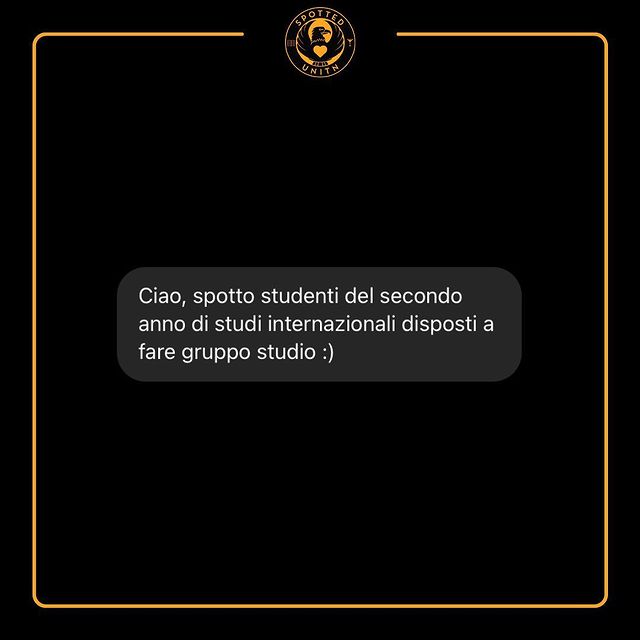 SPOTTED
UNITN
Ciao, spotto studenti del secondo
anno di studi internazionali disposti a
fare gruppo studio :)